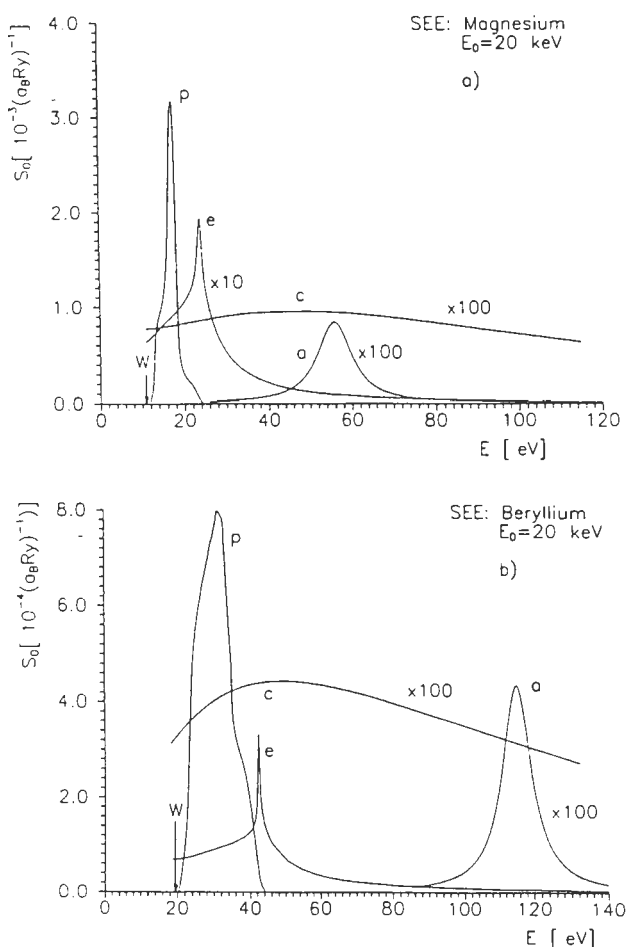 SEE: Magnesium
E₀=20 keV
a)
S₀[ 10⁻³(a_BRy)⁻¹]
4.0
3.0
2.0
1.0
0.0
p
e
x10
c
x100
a
x100
W
0 20 40 60 80 100 120
E [ eV]
SEE: Beryllium
E₀=20 keV
b)
S₀[ 10⁻⁴(a_BRy)⁻¹)]
8.0
6.0
4.0
2.0
0.0
p
c
x100
a
e
x100
W
0 20 40 60 80 100 120 140
E [ eV]